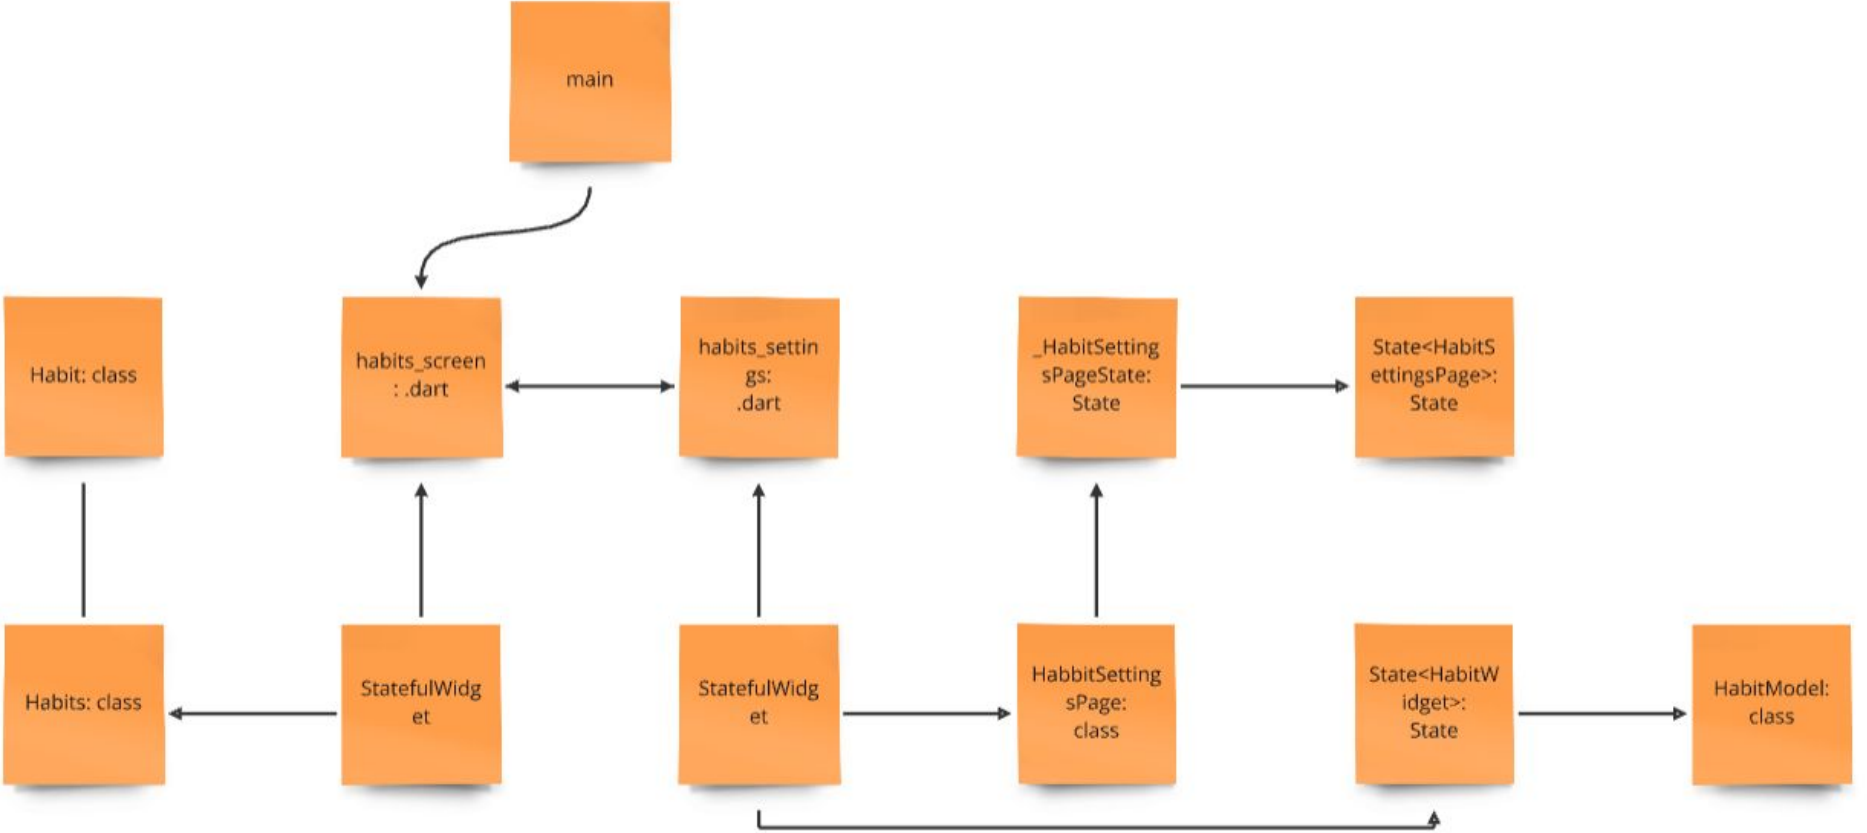 main
Habit: class
habits_screen
: .dart
habits_settin
gs:
.dart
_HabitSetting
sPageState:
State
State<HabitS
ettingsPage>:
State
Habits: class
StatefulWidg
et
StatefulWidg
et
HabbitSetting
sPage:
class
State<HabitW
idget>:
State
HabitModel:
class